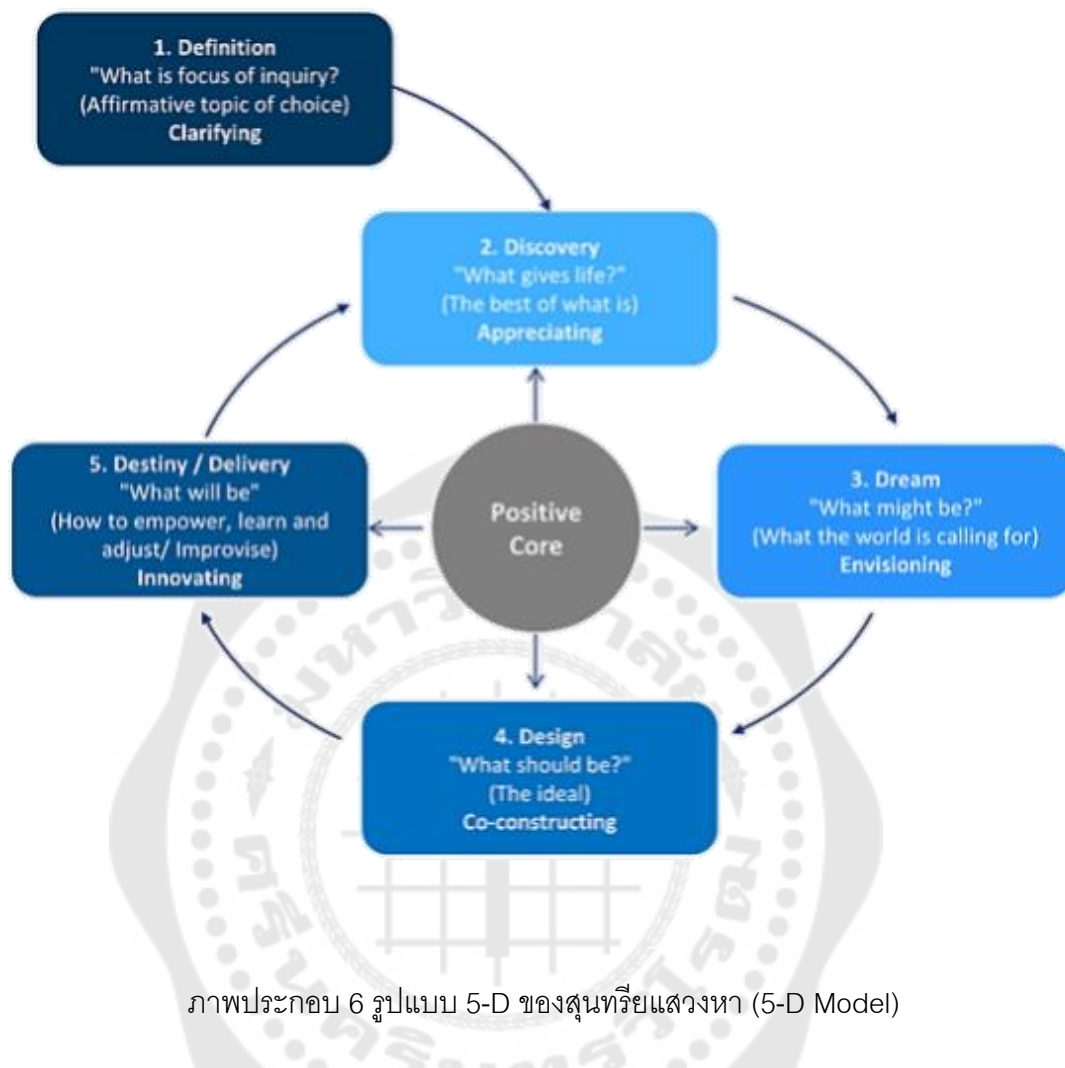 1. Definition
"What is focus of inquiry?
(Affirmative topic of choice)
Clarifying
2. Discovery
"What gives life?"
(The best of what is)
Appreciating
5. Destiny / Delivery
"What will be"
(How to empower, learn and
adjust/ Improvise)
Innovating
Positive
Core
3. Dream
"What might be?"
(What the world is calling for)
Envisioning
4. Design
"What should be?"
(The ideal)
Co-constructing
ภาพประกอบ 6 รูปแบบ 5-D ของสุนทรียแสวงหา (5-D Model)